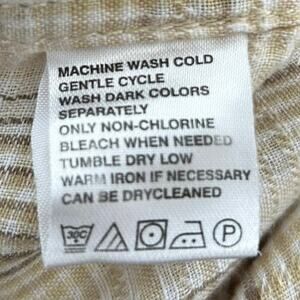 MACHINE WASH COLD
GENTLE CYCLE
WASH DARK COLORS
SEPARATELY
ONLY NON-CHLORINE
BLEACH WHEN NEEDED
TUMBLE DRY LOW
WARM IRON IF NECESSARY
CAN BE DRYCLEANED
30C P